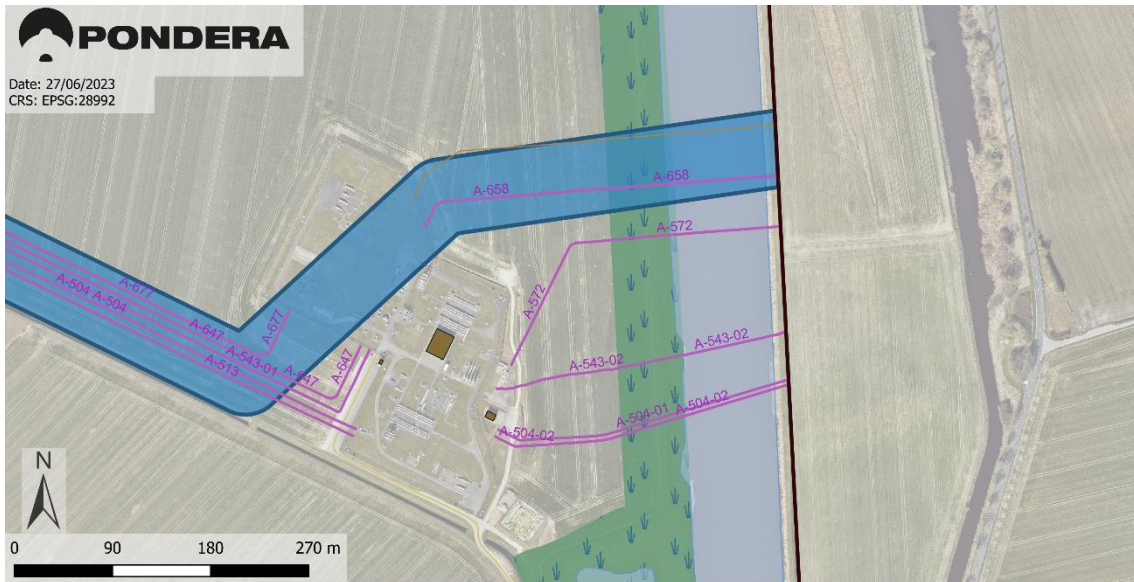 PONDERA
Date: 27/06/2023
CRS: EPSG:28992
A-658
A-658
A-572
A-572
A-677
A-504
A-504
A-647
A-677
A-543-01
A-647
A-647
A-513
A-543-02
A-543-02
A-504-01
A-504-02
A-504-02
N
0 90 180 270 m